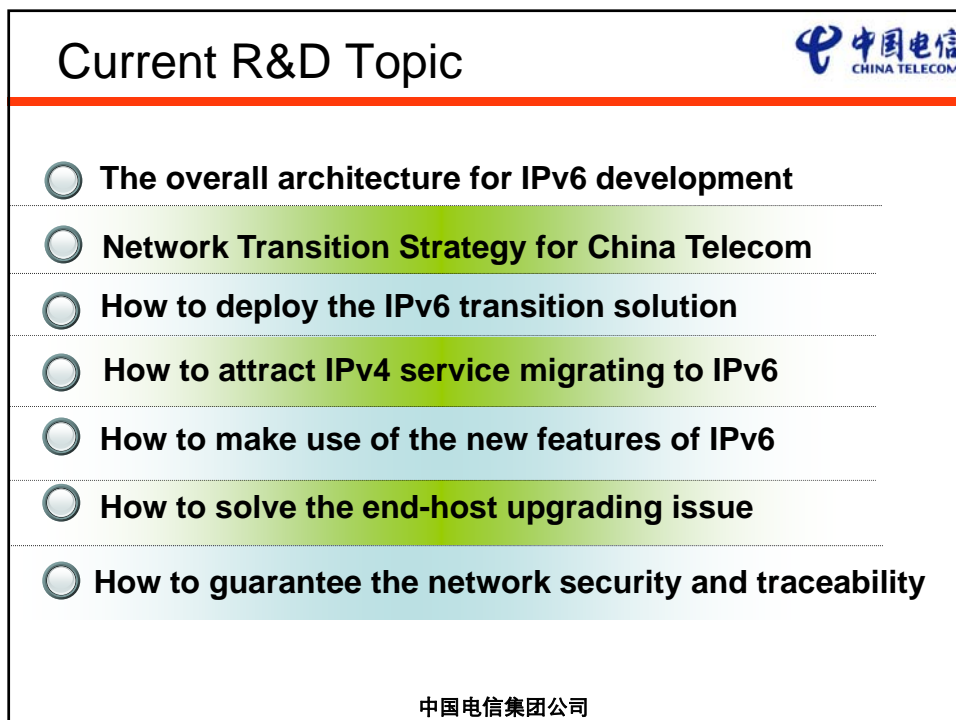 Current R&D Topic
中国电信
CHINA TELECOM
The overall architecture for IPv6 development
Network Transition Strategy for China Telecom
How to deploy the IPv6 transition solution
How to attract IPv4 service migrating to IPv6
How to make use of the new features of IPv6
How to solve the end-host upgrading issue
How to guarantee the network security and traceability
中国电信集团公司